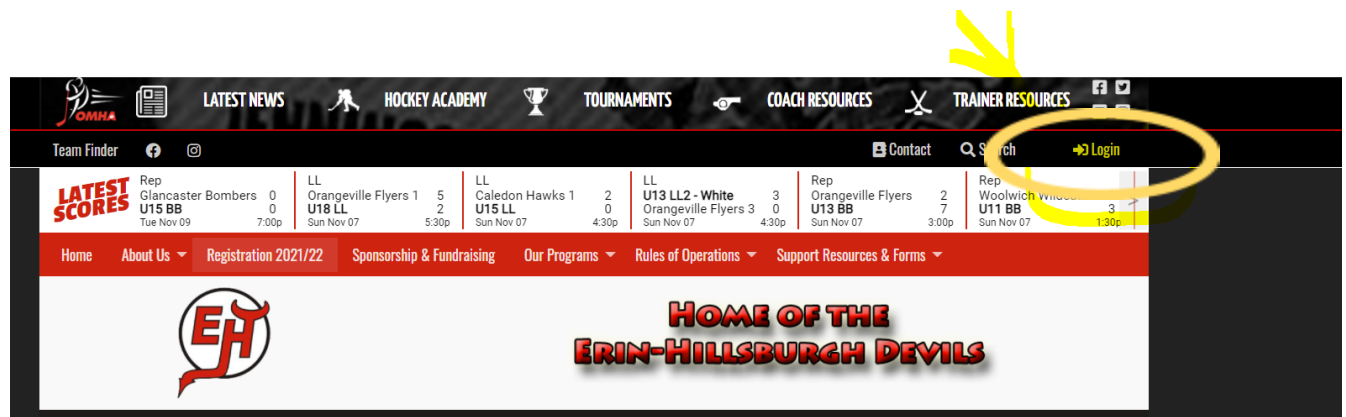 OMHA
LATEST NEWS
HOCKEY ACADEMY
TOURNAMENTS
COACH RESOURCES
TRAINER RESOURCES
Team Finder
Contact
Login
LATEST
SCORES
Rep
Glancaster Bombers 0
U15 BB 0
Tue Nov 09 7:00p
LL
Orangeville Flyers 1 5
U18 LL 2
Sun Nov 07 5:30p
LL
Caledon Hawks 1 2
U15 LL 0
Sun Nov 07 4:30p
LL
U13 LL2 - White 3
Orangeville Flyers 3 0
Sun Nov 07 4:30p
Rep
Orangeville Flyers 2
U13 BB 7
Sun Nov 07 3:00p
Rep
Woolwich
U11 BB 3
Sun Nov 07 1:30p
Home
About Us
Registration 2021/22
Sponsorship & Fundraising
Our Programs
Rules of Operations
Support Resources & Forms
EH
Home of the
Erin-Hillsburgh Devils